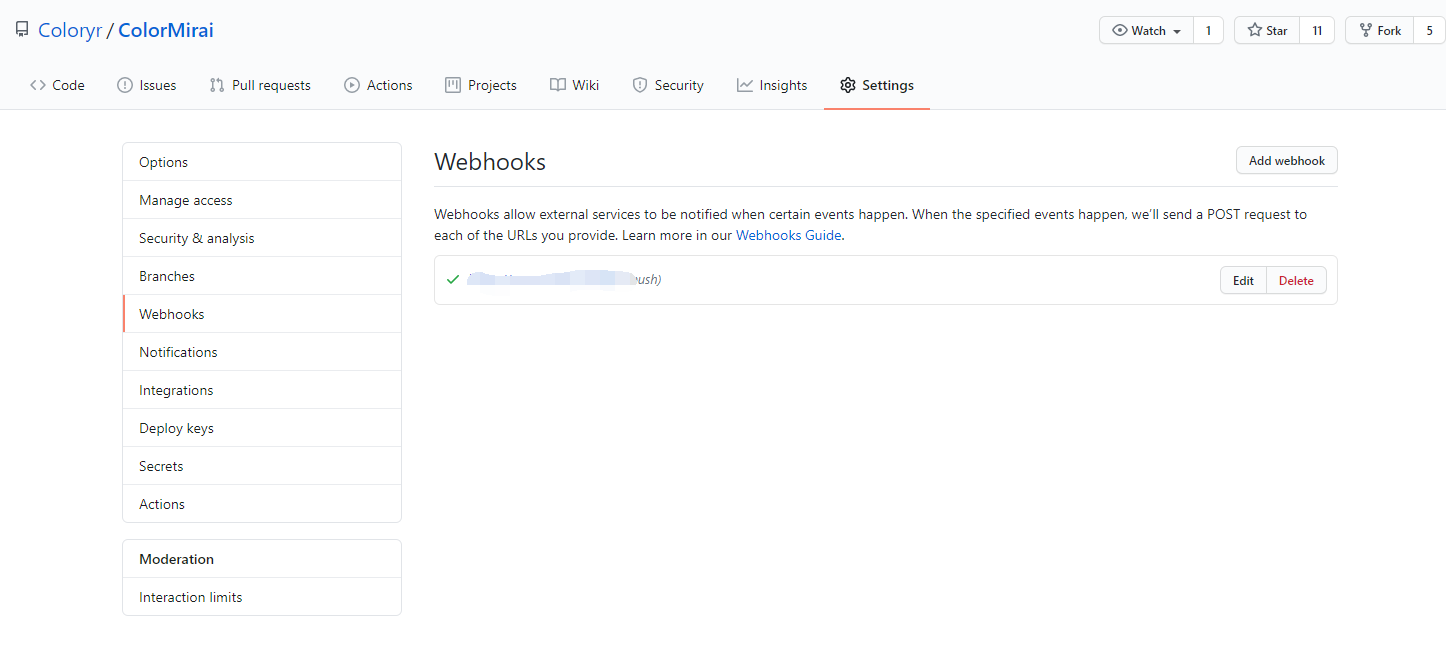 Coloryr / ColorMirai
Watch 1 Star 11 Fork 5
Code Issues Pull requests Actions Projects Wiki Security Insights Settings
Options
Manage access
Security & analysis
Branches
Webhooks
Notifications
Integrations
Deploy keys
Secrets
Actions
Moderation
Interaction limits
Webhooks
Add webhook
Webhooks allow external services to be notified when certain events happen. When the specified events happen, we'll send a POST request to
each of the URLs you provide. Learn more in our Webhooks Guide.
Edit Delete